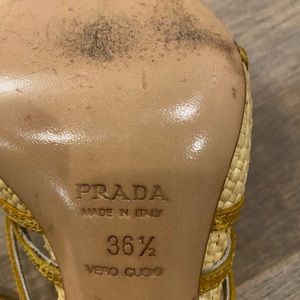 PRADA
MADE IN ITALY
36½
VERO CUOIO